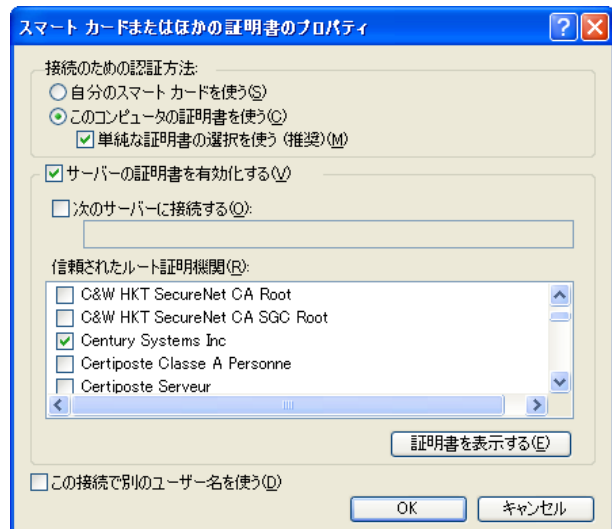 スマート カードまたはほかの証明書のプロパティ
接続のための認証方法:
自分のスマート カードを使う(S)
このコンピュータの証明書を使う(C)
単純な証明書の選択を使う (推奨)(M)
サーバーの証明書を有効化する(V)
次のサーバーに接続する(O):
信頼されたルート証明機関(R):
C&W HKT SecureNet CA Root
C&W HKT SecureNet CA SGC Root
Century Systems Inc
Certiposte Classe A Personne
Certiposte Serveur
証明書を表示する(E)
この接続で別のユーザー名を使う(D)
OK
キャンセル